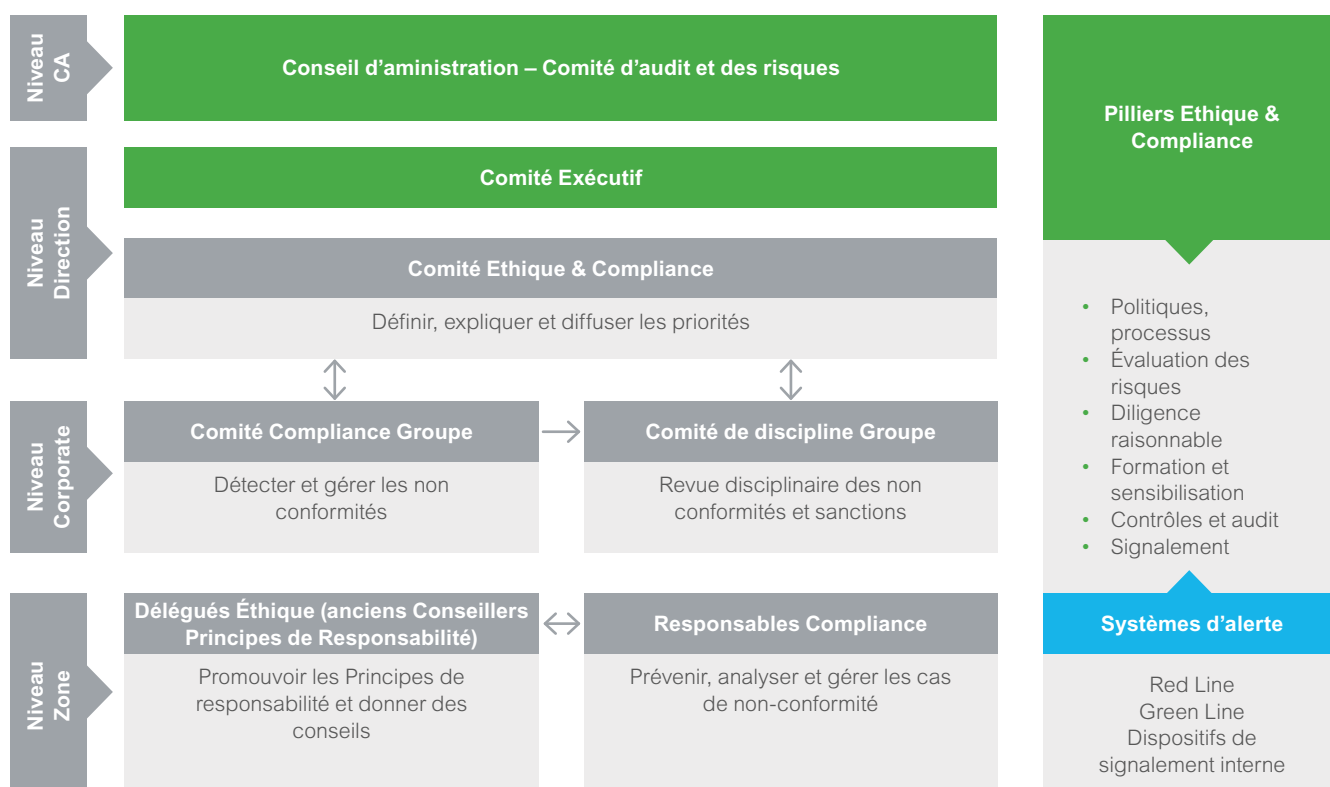 Niveau
CA
Conseil d’aministration – Comité d’audit et des risques
Niveau
Direction
Comité Exécutif
Comité Ethique & Compliance
Définir, expliquer et diffuser les priorités
Niveau
Corporate
Comité Compliance Groupe
Détecter et gérer les non
conformités
Comité de discipline Groupe
Revue disciplinaire des non
conformités et sanctions
Niveau
Zone
Délégués Éthique (anciens Conseillers
Principes de Responsabilité)
Promouvoir les Principes de
responsabilité et donner des
conseils
Responsables Compliance
Prévenir, analyser et gérer les cas
de non-conformité
Pilliers Ethique &
Compliance
• Politiques,
processus
• Évaluation des
risques
• Diligence
raisonnable
• Formation et
sensibilisation
• Contrôles et audit
• Signalement
Systèmes d’alerte
Red Line
Green Line
Dispositifs de
signalement interne